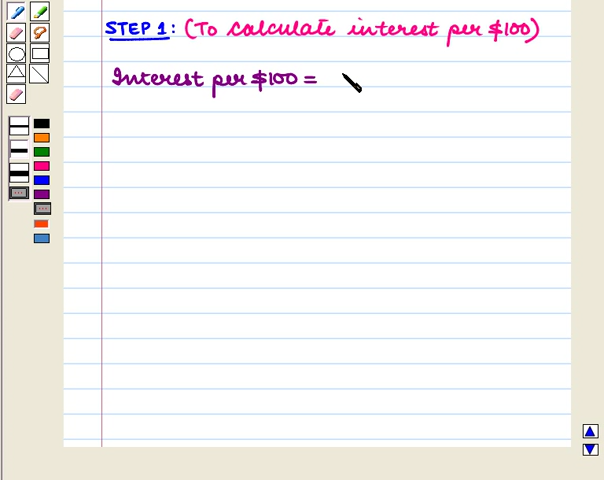 STEP 1: (To calculate interest per $100)
Interest per $100 =